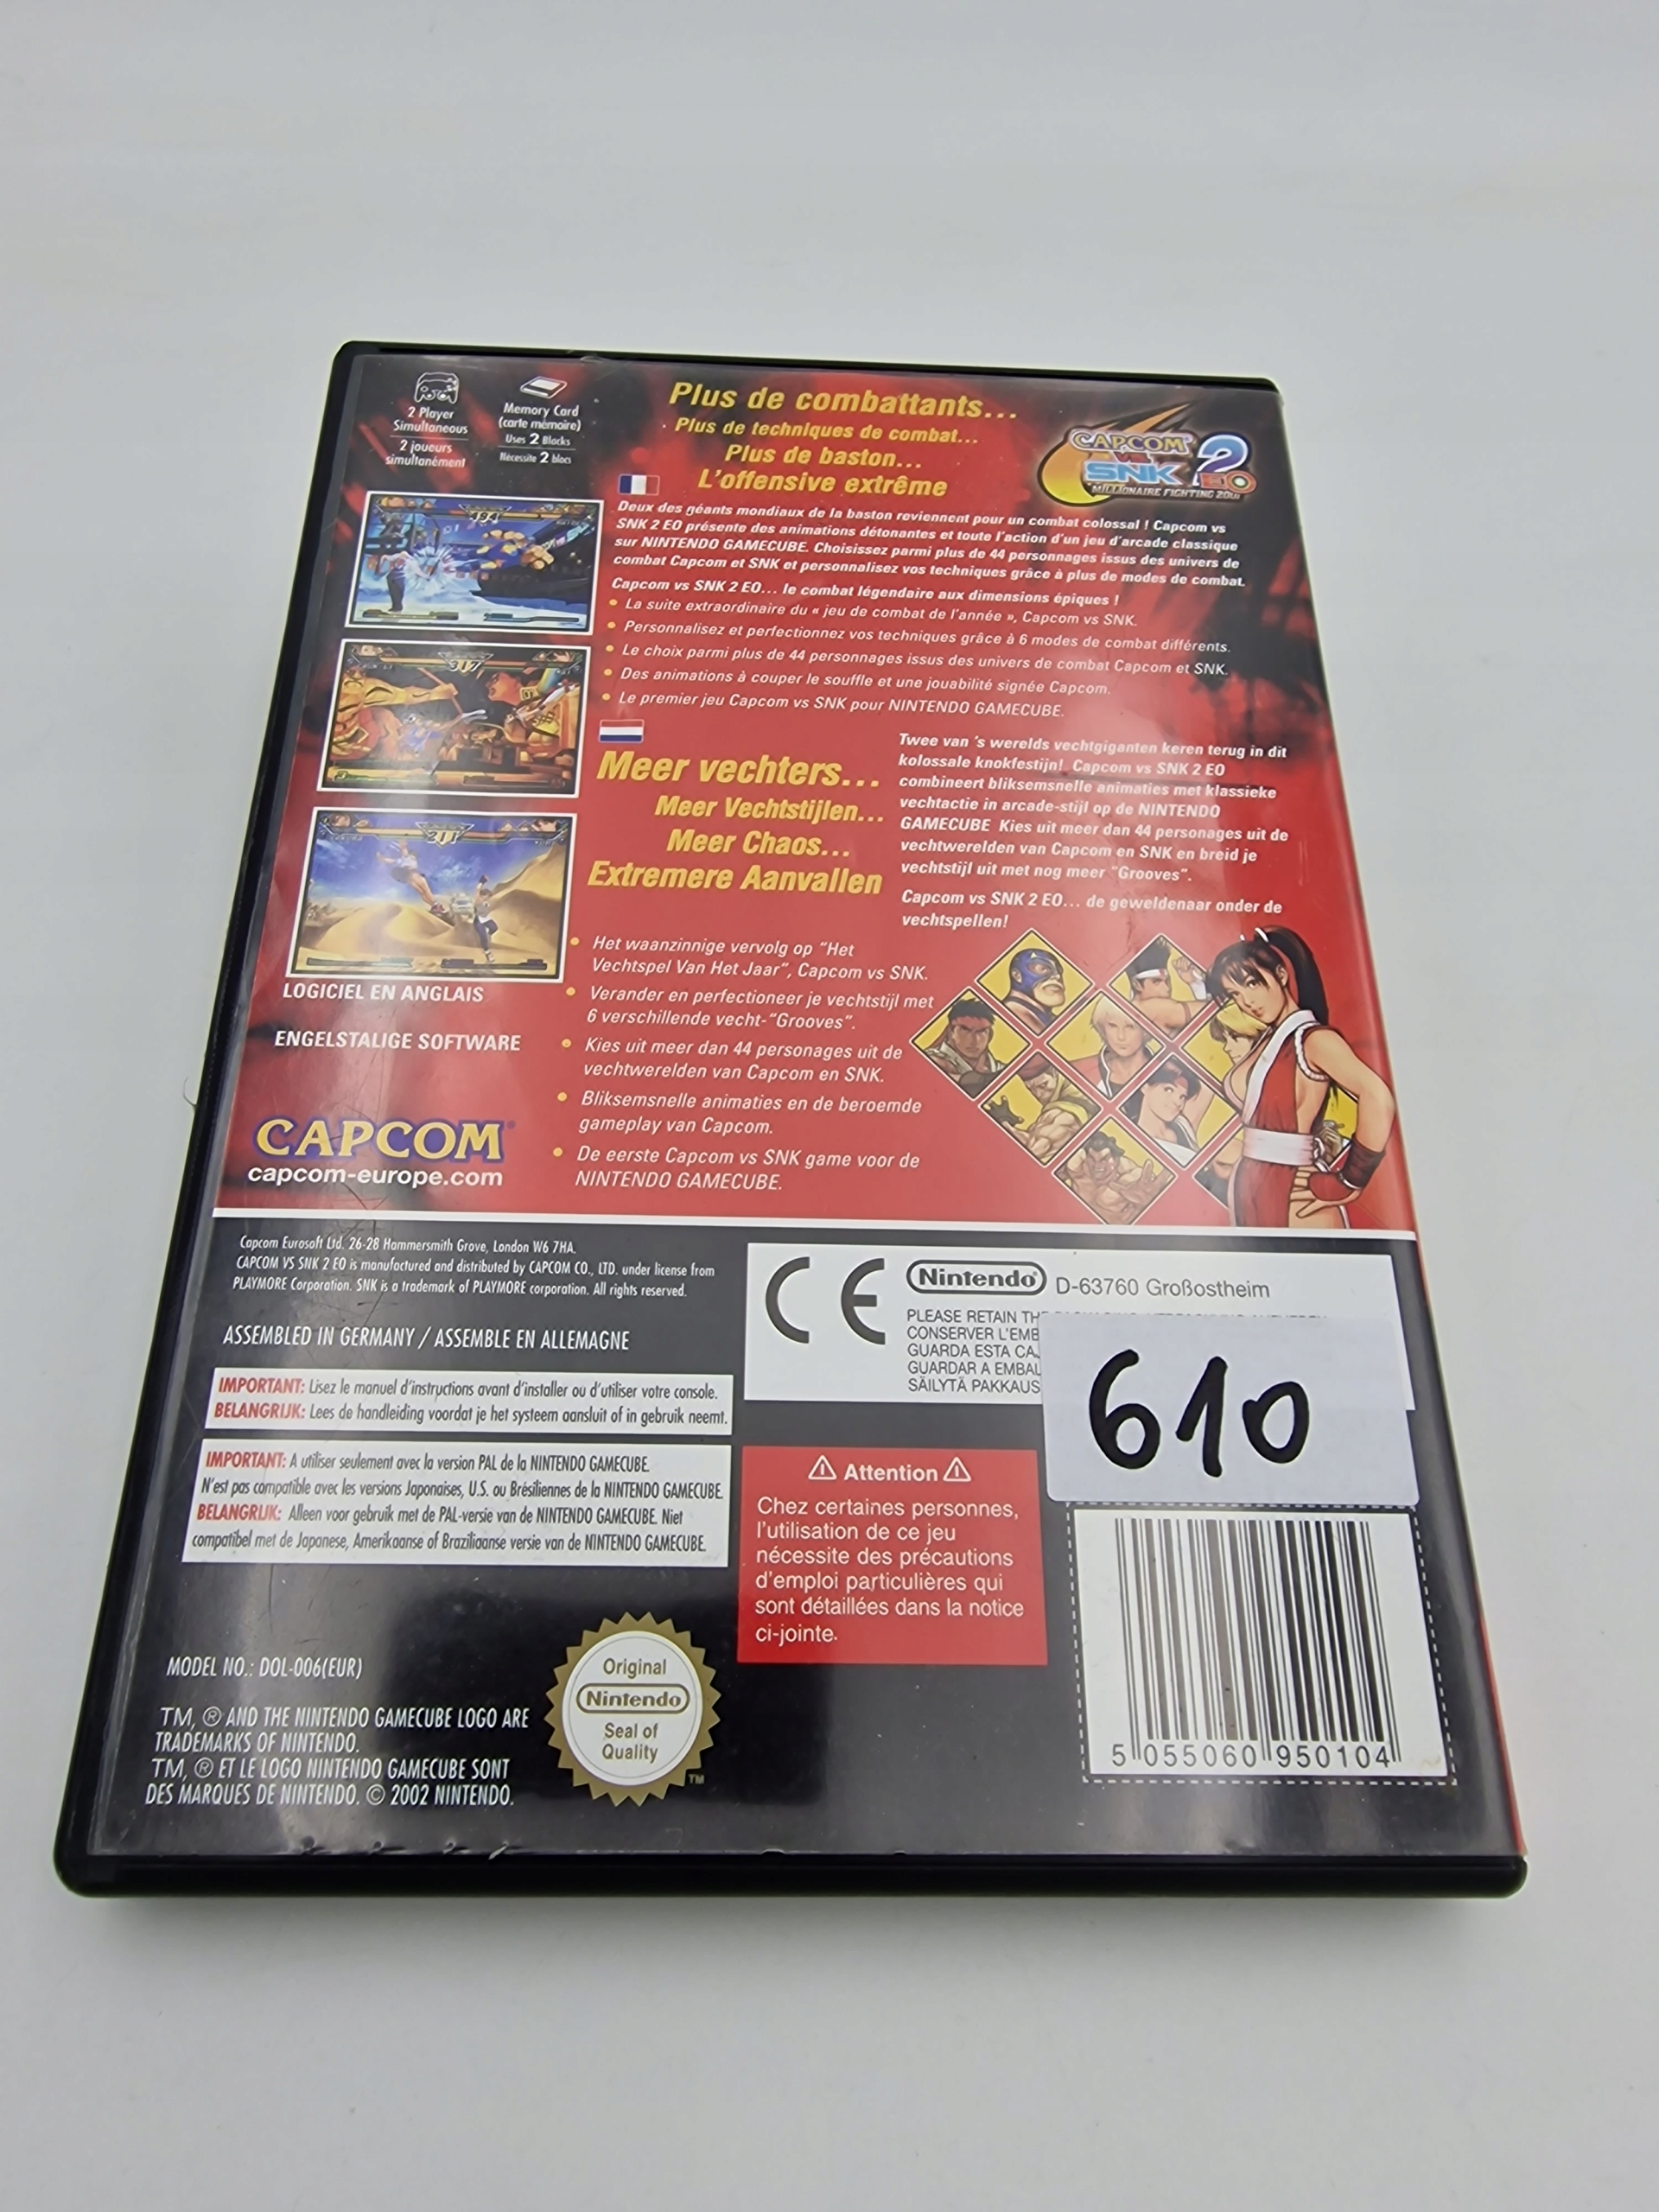 2 Player
Simultaneous
2 joueurs
simultanément
Memory Card
(carte mémoire)
Uses 2 Blocks
Nécessite 2 blocs
Plus de combattants...
Plus de techniques de combat...
Plus de baston...
L'offensive extrême
CAPCOM
VS
SNK 2
EO
MILLIONAIRE FIGHTING 2001
Deux des géants mondiaux de la baston reviennent pour un combat colossal ! Capcom vs
SNK 2 EO présente des animations détonantes et toute l'action d'un jeu d'arcade classique
sur NINTENDO GAMECUBE. Choisissez parmi plus de 44 personnages issus des univers de
combat Capcom et SNK et personnalisez vos techniques grâce à plus de modes de combat.
Capcom vs SNK 2 EO... le combat légendaire aux dimensions épiques !
• La suite extraordinaire du « jeu de combat de l'année », Capcom vs SNK.
• Personnalisez et perfectionnez vos techniques grâce à 6 modes de combat différents.
• Le choix parmi plus de 44 personnages issus des univers de combat Capcom et SNK.
• Des animations à couper le souffle et une jouabilité signée Capcom.
• Le premier jeu Capcom vs SNK pour NINTENDO GAMECUBE.
494
317
211
Meer vechters...
Meer Vechtstijlen...
Meer Chaos...
Extremere Aanvallen
Twee van 's werelds vechtgiganten keren terug in dit
kolossale knokfestijn! Capcom vs SNK 2 EO
combineert bliksemsnelle animaties met klassieke
vechtactie in arcade-stijl op de NINTENDO
GAMECUBE Kies uit meer dan 44 personages uit de
vechtwerelden van Capcom en SNK en breid je
vechtstijl uit met nog meer "Grooves".
Capcom vs SNK 2 EO... de geweldenaar onder de
vechtspellen!
• Het waanzinnige vervolg op "Het
Vechtspel Van Het Jaar", Capcom vs SNK.
• Verander en perfectioneer je vechtstijl met
6 verschillende vecht-"Grooves".
• Kies uit meer dan 44 personages uit de
vechtwerelden van Capcom en SNK.
• Bliksemsnelle animaties en de beroemde
gameplay van Capcom.
• De eerste Capcom vs SNK game voor de
NINTENDO GAMECUBE.
LOGICIEL EN ANGLAIS
ENGELSTALIGE SOFTWARE
CAPCOM®
capcom-europe.com
Capcom Eurosoft Ltd. 26-28 Hammersmith Grove, London W6 7HA.
CAPCOM VS SNK 2 EO is manufactured and distributed by CAPCOM CO., LTD. under license from
PLAYMORE Corporation. SNK is a trademark of PLAYMORE corporation. All rights reserved.
ASSEMBLED IN GERMANY / ASSEMBLE EN ALLEMAGNE
IMPORTANT: Lisez le manuel d'instructions avant d'installer ou d'utiliser votre console.
BELANGRIJK: Lees de handleiding voordat je het systeem aansluit of in gebruik neemt.
IMPORTANT: A utiliser seulement avec la version PAL de la NINTENDO GAMECUBE.
N'est pas compatible avec les versions Japonaises, U.S. ou Brésiliennes de la NINTENDO GAMECUBE.
BELANGRIJK: Alleen voor gebruik met de PAL-versie van de NINTENDO GAMECUBE. Niet
compatibel met de Japanese, Amerikaanse of Braziliaanse versie van de NINTENDO GAMECUBE.
CE
Nintendo® D-63760 Großostheim
PLEASE RETAIN
CONSERVER L'EMB
GUARDA ESTA CA
GUARDAR A EMBAL
SÄILYTÄ PAKKAUS
610
⚠ Attention ⚠
Chez certaines personnes,
l'utilisation de ce jeu
nécessite des précautions
d'emploi particulières qui
sont détaillées dans la notice
ci-jointe.
5 055060 950104
MODEL NO.: DOL-006(EUR)
TM, ® AND THE NINTENDO GAMECUBE LOGO ARE
TRADEMARKS OF NINTENDO.
TM, ® ET LE LOGO NINTENDO GAMECUBE SONT
DES MARQUES DE NINTENDO. © 2002 NINTENDO.
Original
Nintendo
Seal of
Quality
TM